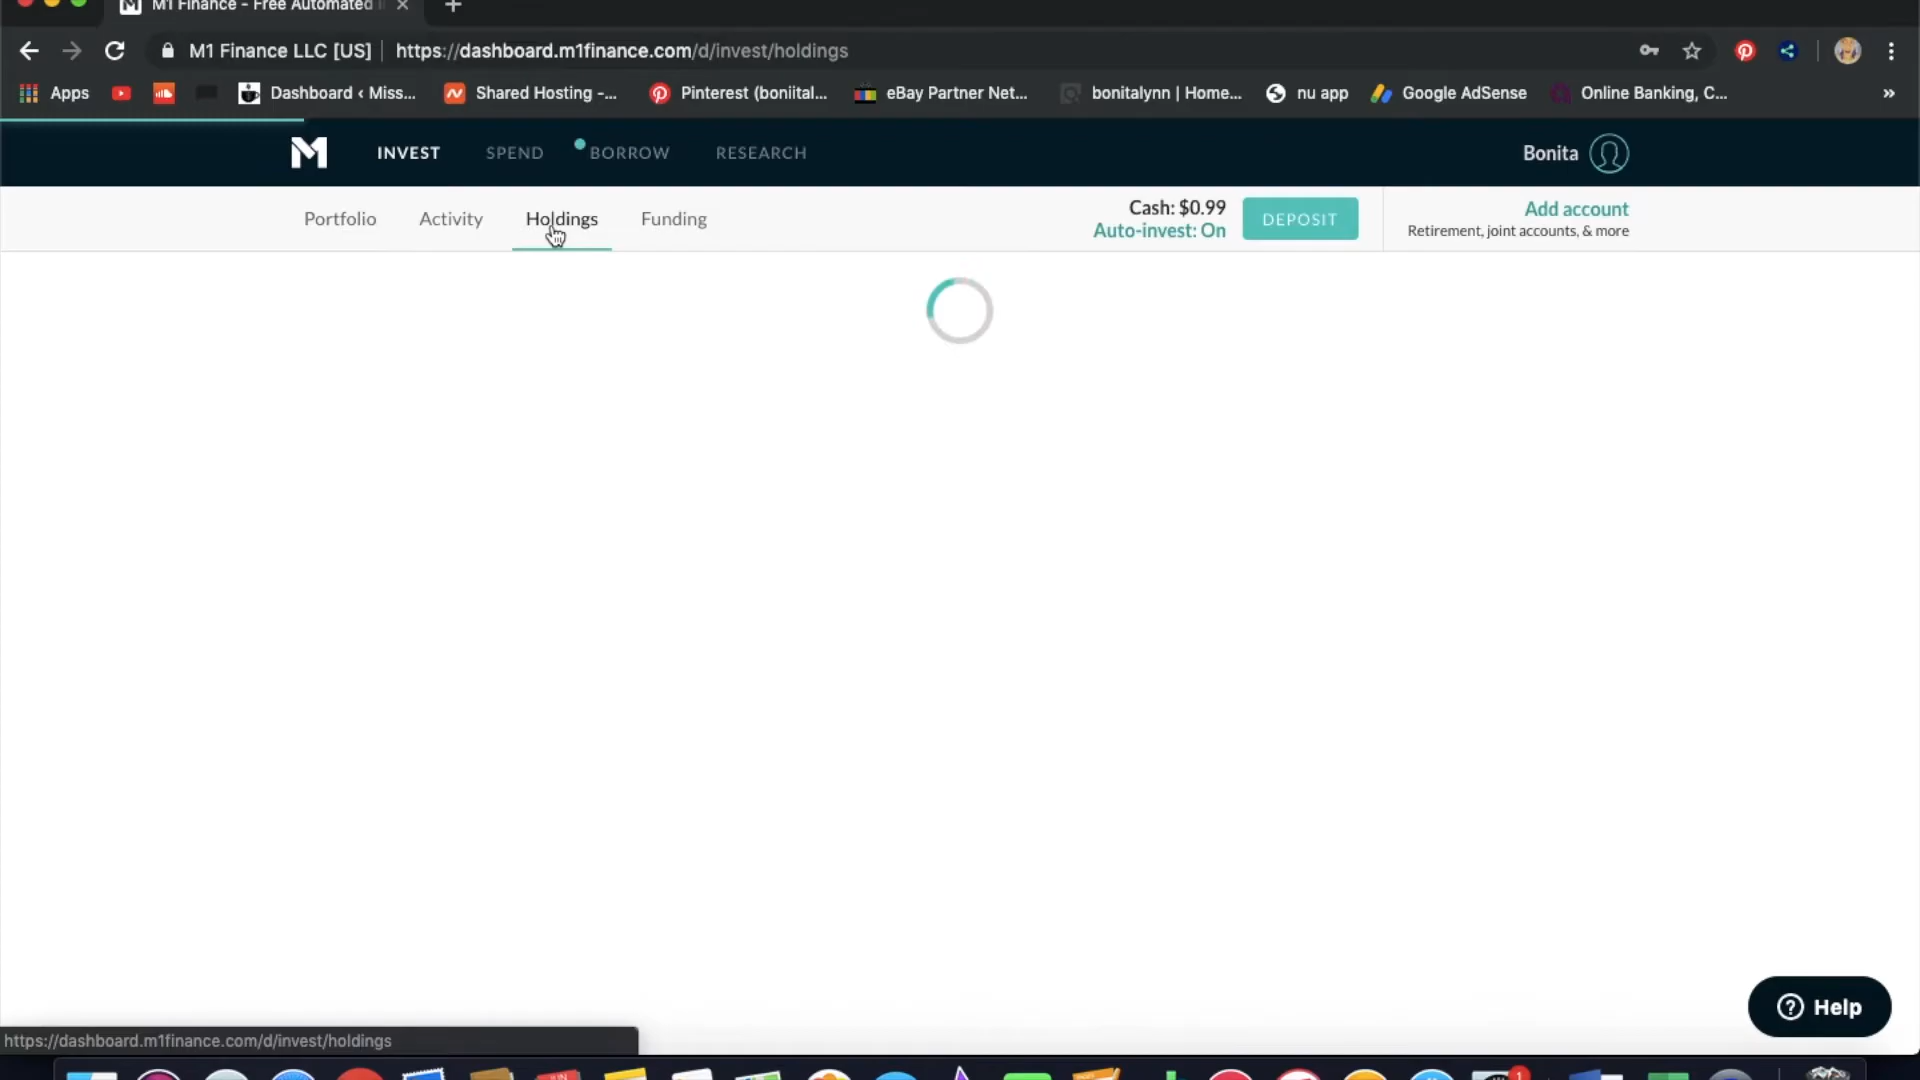 M1 Finance - Free Automated
M1 Finance LLC [US] https://dashboard.m1finance.com/d/invest/holdings
Apps Dashboard ‹ Miss... Shared Hosting -... Pinterest (boniital... eBay Partner Net... bonitalynn | Home... nu app Google AdSense Online Banking, C... »
INVEST SPEND BORROW RESEARCH Bonita
Portfolio Activity Holdings Funding
Cash: $0.99
Auto-invest: On
DEPOSIT
Add account
Retirement, joint accounts, & more
? Help
https://dashboard.m1finance.com/d/invest/holdings
JUN
1